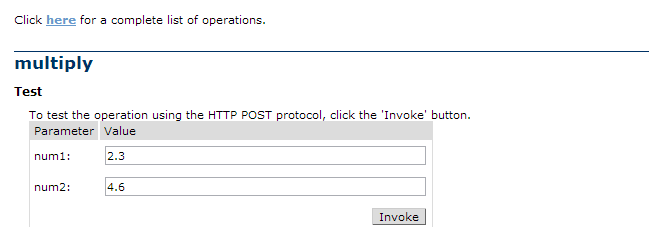 Click here for a complete list of operations.
multiply
Test
To test the operation using the HTTP POST protocol, click the 'Invoke' button.
Parameter Value
num1: 2.3
num2: 4.6
Invoke